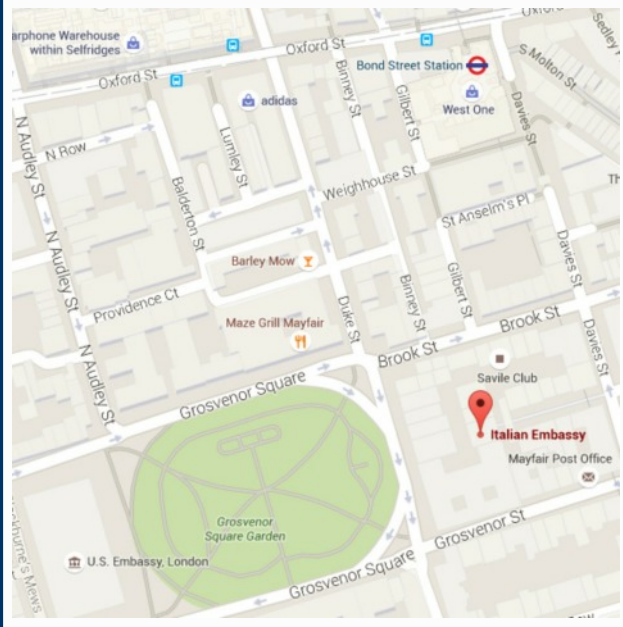 arphone Warehouse
within Selfridges
Oxford St
Oxford St
Sedley
Bond Street Station
S Molton St
West One
adidas
Binney St
Gilbert St
Davies St
N Audley St
N Row
Lumley St
Balderton St
Weighhouse St
St Anselm's Pl
Th
Barley Mow
N Audley St
Providence Ct
Duke St
Binney St
Gilbert St
Davies St
Maze Grill Mayfair
Brook St
Brook St
Davies St
N Audley St
Grosvenor Square
Savile Club
Italian Embassy
Mayfair Post Office
Grosvenor
Square Garden
Grosvenor St
U.S. Embassy, London
Grosvenor Square